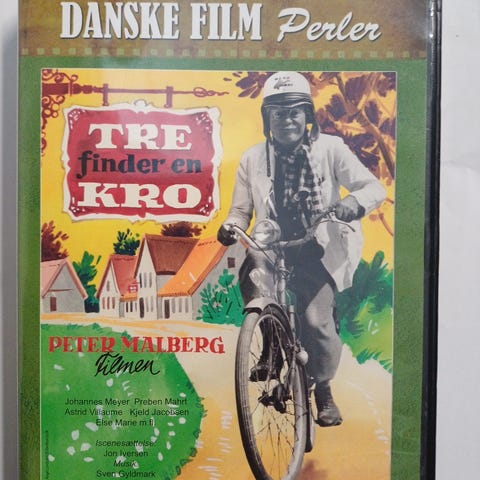 DANSKE FILM Perler
TRE
finder en
KRO
PETER MALBERG
Filmen
Johannes Meyer Preben Mahrt
Astrid Villaume Kjeld Jacobsen
Else Marie m.fl
Iscenesættelse:
Jon Iversen
Musik
Sven Gyldmark